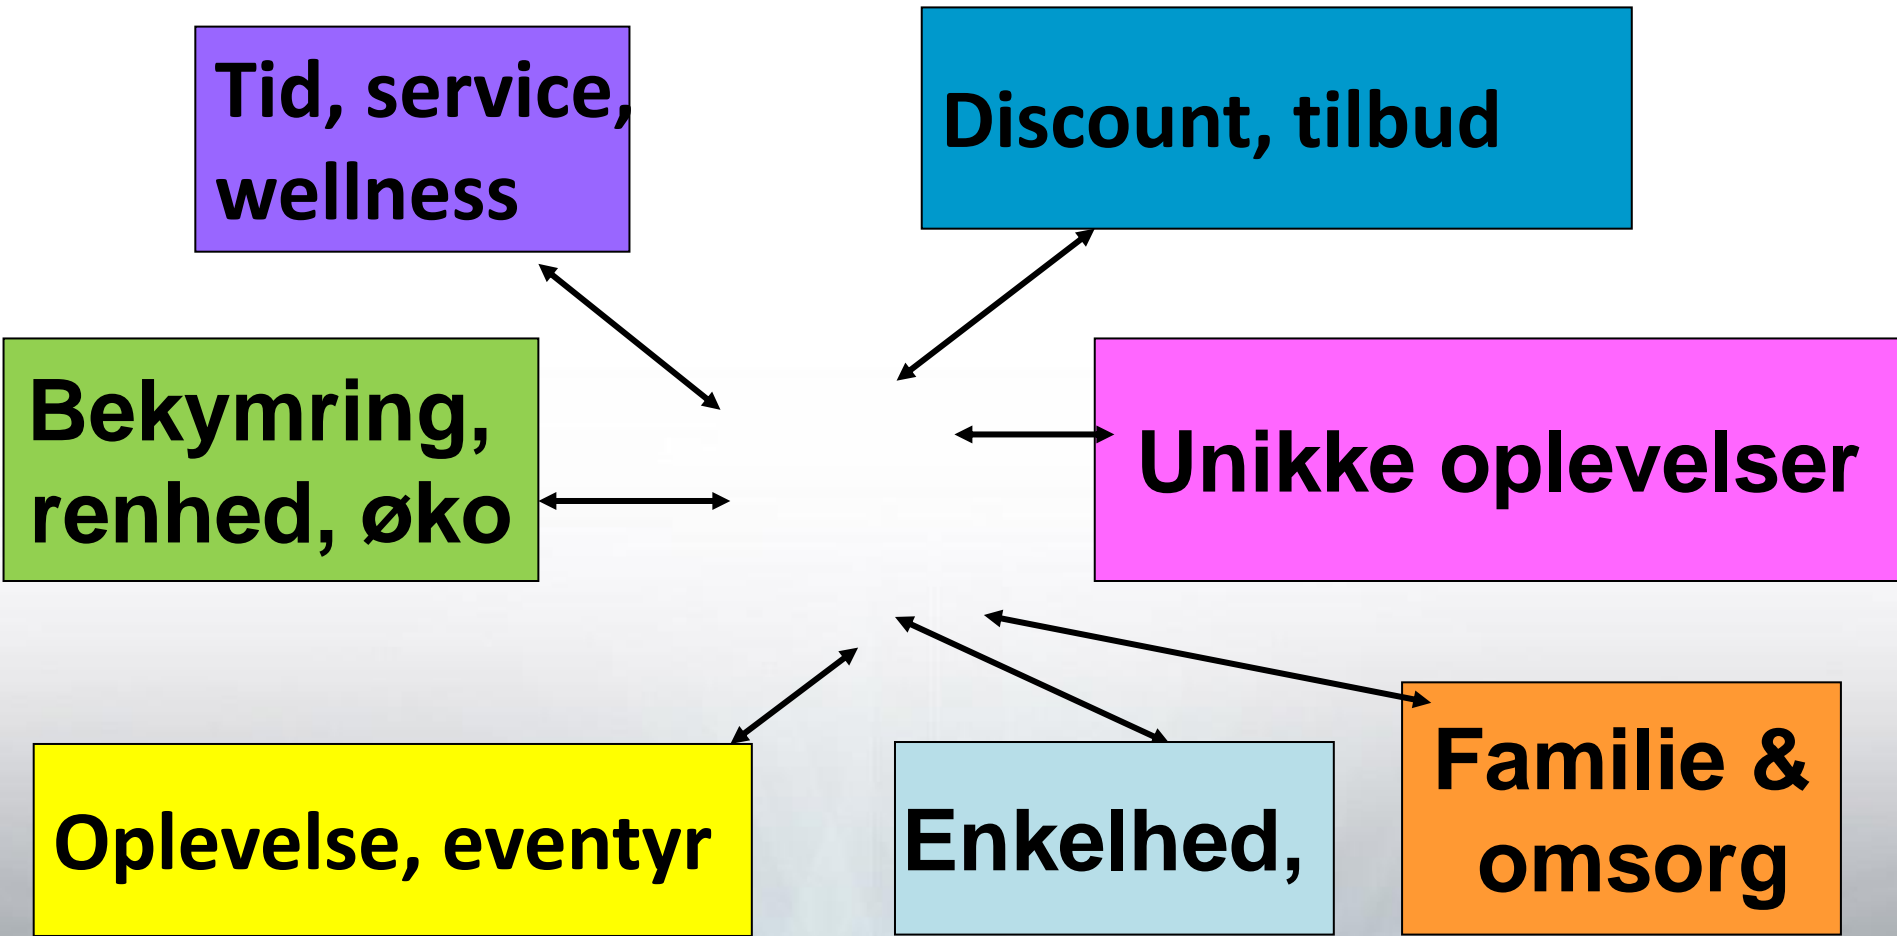 Tid, service,
wellness
Discount, tilbud
Bekymring,
renhed, øko
Unikke oplevelser
Oplevelse, eventyr
Enkelhed,
Familie &
omsorg